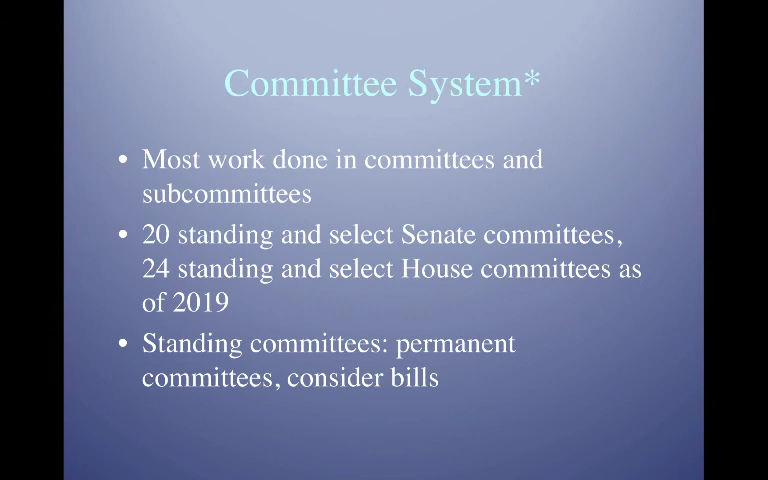 Committee System*
• Most work done in committees and
subcommittees
• 20 standing and select Senate committees,
24 standing and select House committees as
of 2019
• Standing committees: permanent
committees, consider bills